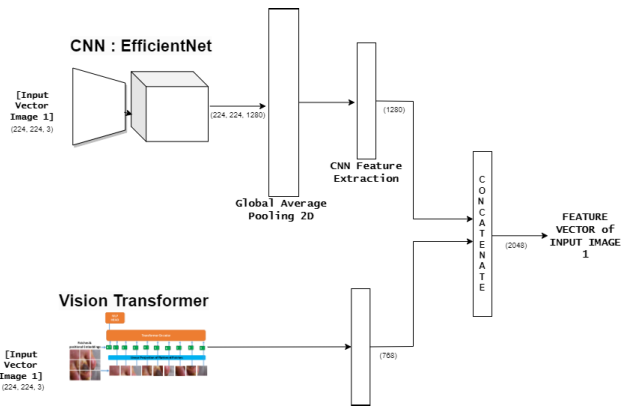 CNN : EfficientNet
[Input
Vector
Image 1]
(224, 224, 3)
(224, 224, 1280)
(1280)
CNN Feature
Extraction
Global Average
Pooling 2D
CONCATENATE
(2048)
FEATURE
VECTOR of
INPUT IMAGE
1
Vision Transformer
[Input
Vector
Image 1]
(224, 224, 3)
(768)